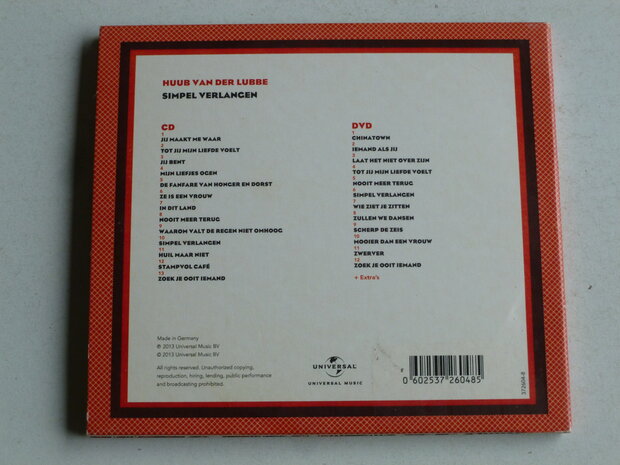 HUUB VAN DER LUBBE
SIMPEL VERLANGEN
CD
1
JIJ MAAKT ME WAAR
2
TOT JIJ MIJN LIEFDE VOELT
3
JIJ BENT
4
MIJN LIEFJES OGEN
5
DE FANFARE VAN HONGER EN DORST
6
ZE IS EEN VROUW
7
IN DIT LAND
8
NOOIT MEER TERUG
9
WAAROM VALT DE REGEN NIET OMHOOG
10
SIMPEL VERLANGEN
11
HUIL MAAR NIET
12
STAMPVOL CAFÉ
13
ZOEK JE OOIT IEMAND
DVD
1
CHINATOWN
2
IEMAND ALS JIJ
3
LAAT HET NIET OVER ZIJN
4
TOT JIJ MIJN LIEFDE VOELT
5
NOOIT MEER TERUG
6
SIMPEL VERLANGEN
7
WIE ZIET JE ZITTEN
8
ZULLEN WE DANSEN
9
SCHERP DE ZEIS
10
MOOIER DAN EEN VROUW
11
ZWERVER
12
ZOEK JE OOIT IEMAND
+ Extra's
Made in Germany
℗ 2013 Universal Music BV
© 2013 Universal Music BV
All rights reserved. Unauthorized copying,
reproduction, hiring, lending, public performance
and broadcasting prohibited.
UNIVERSAL
UNIVERSAL MUSIC
0 602537 260485
372604-8